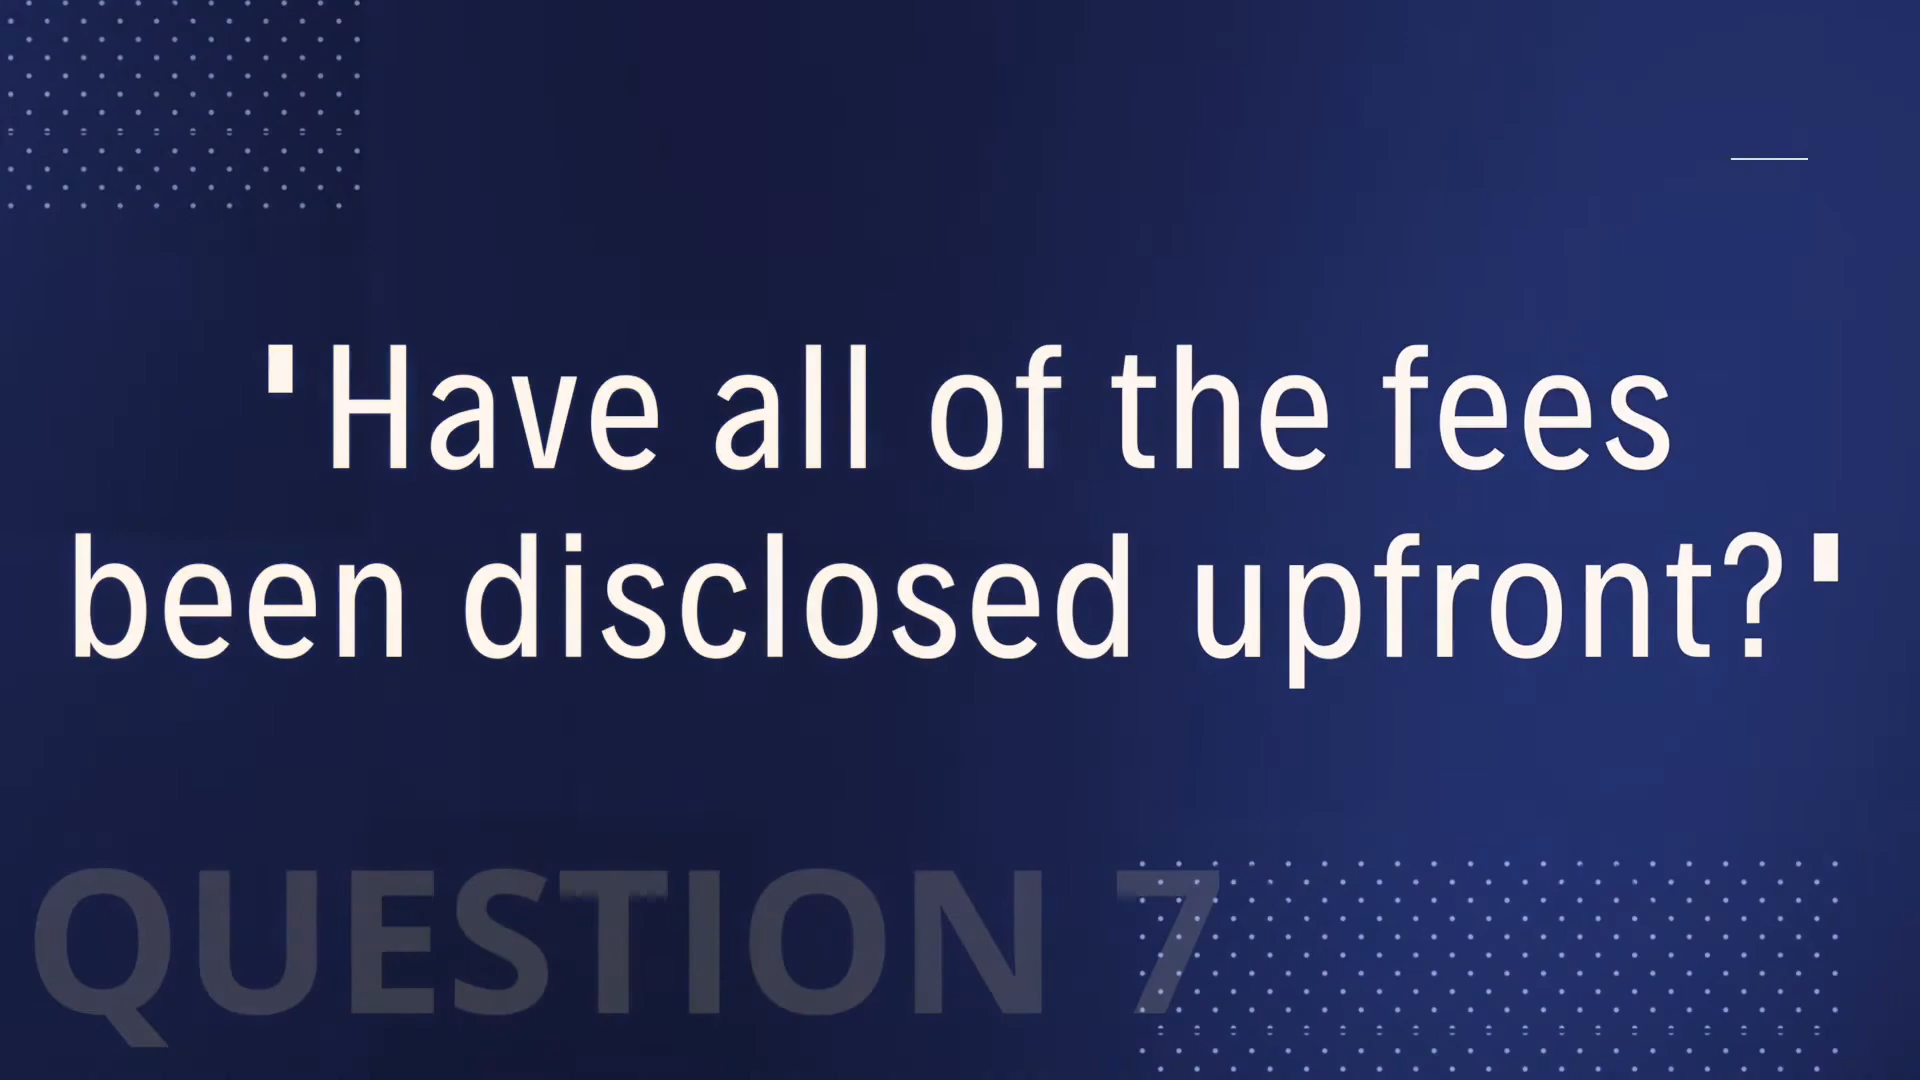 'Have all of the fees
been disclosed upfront?'
QUESTION 7